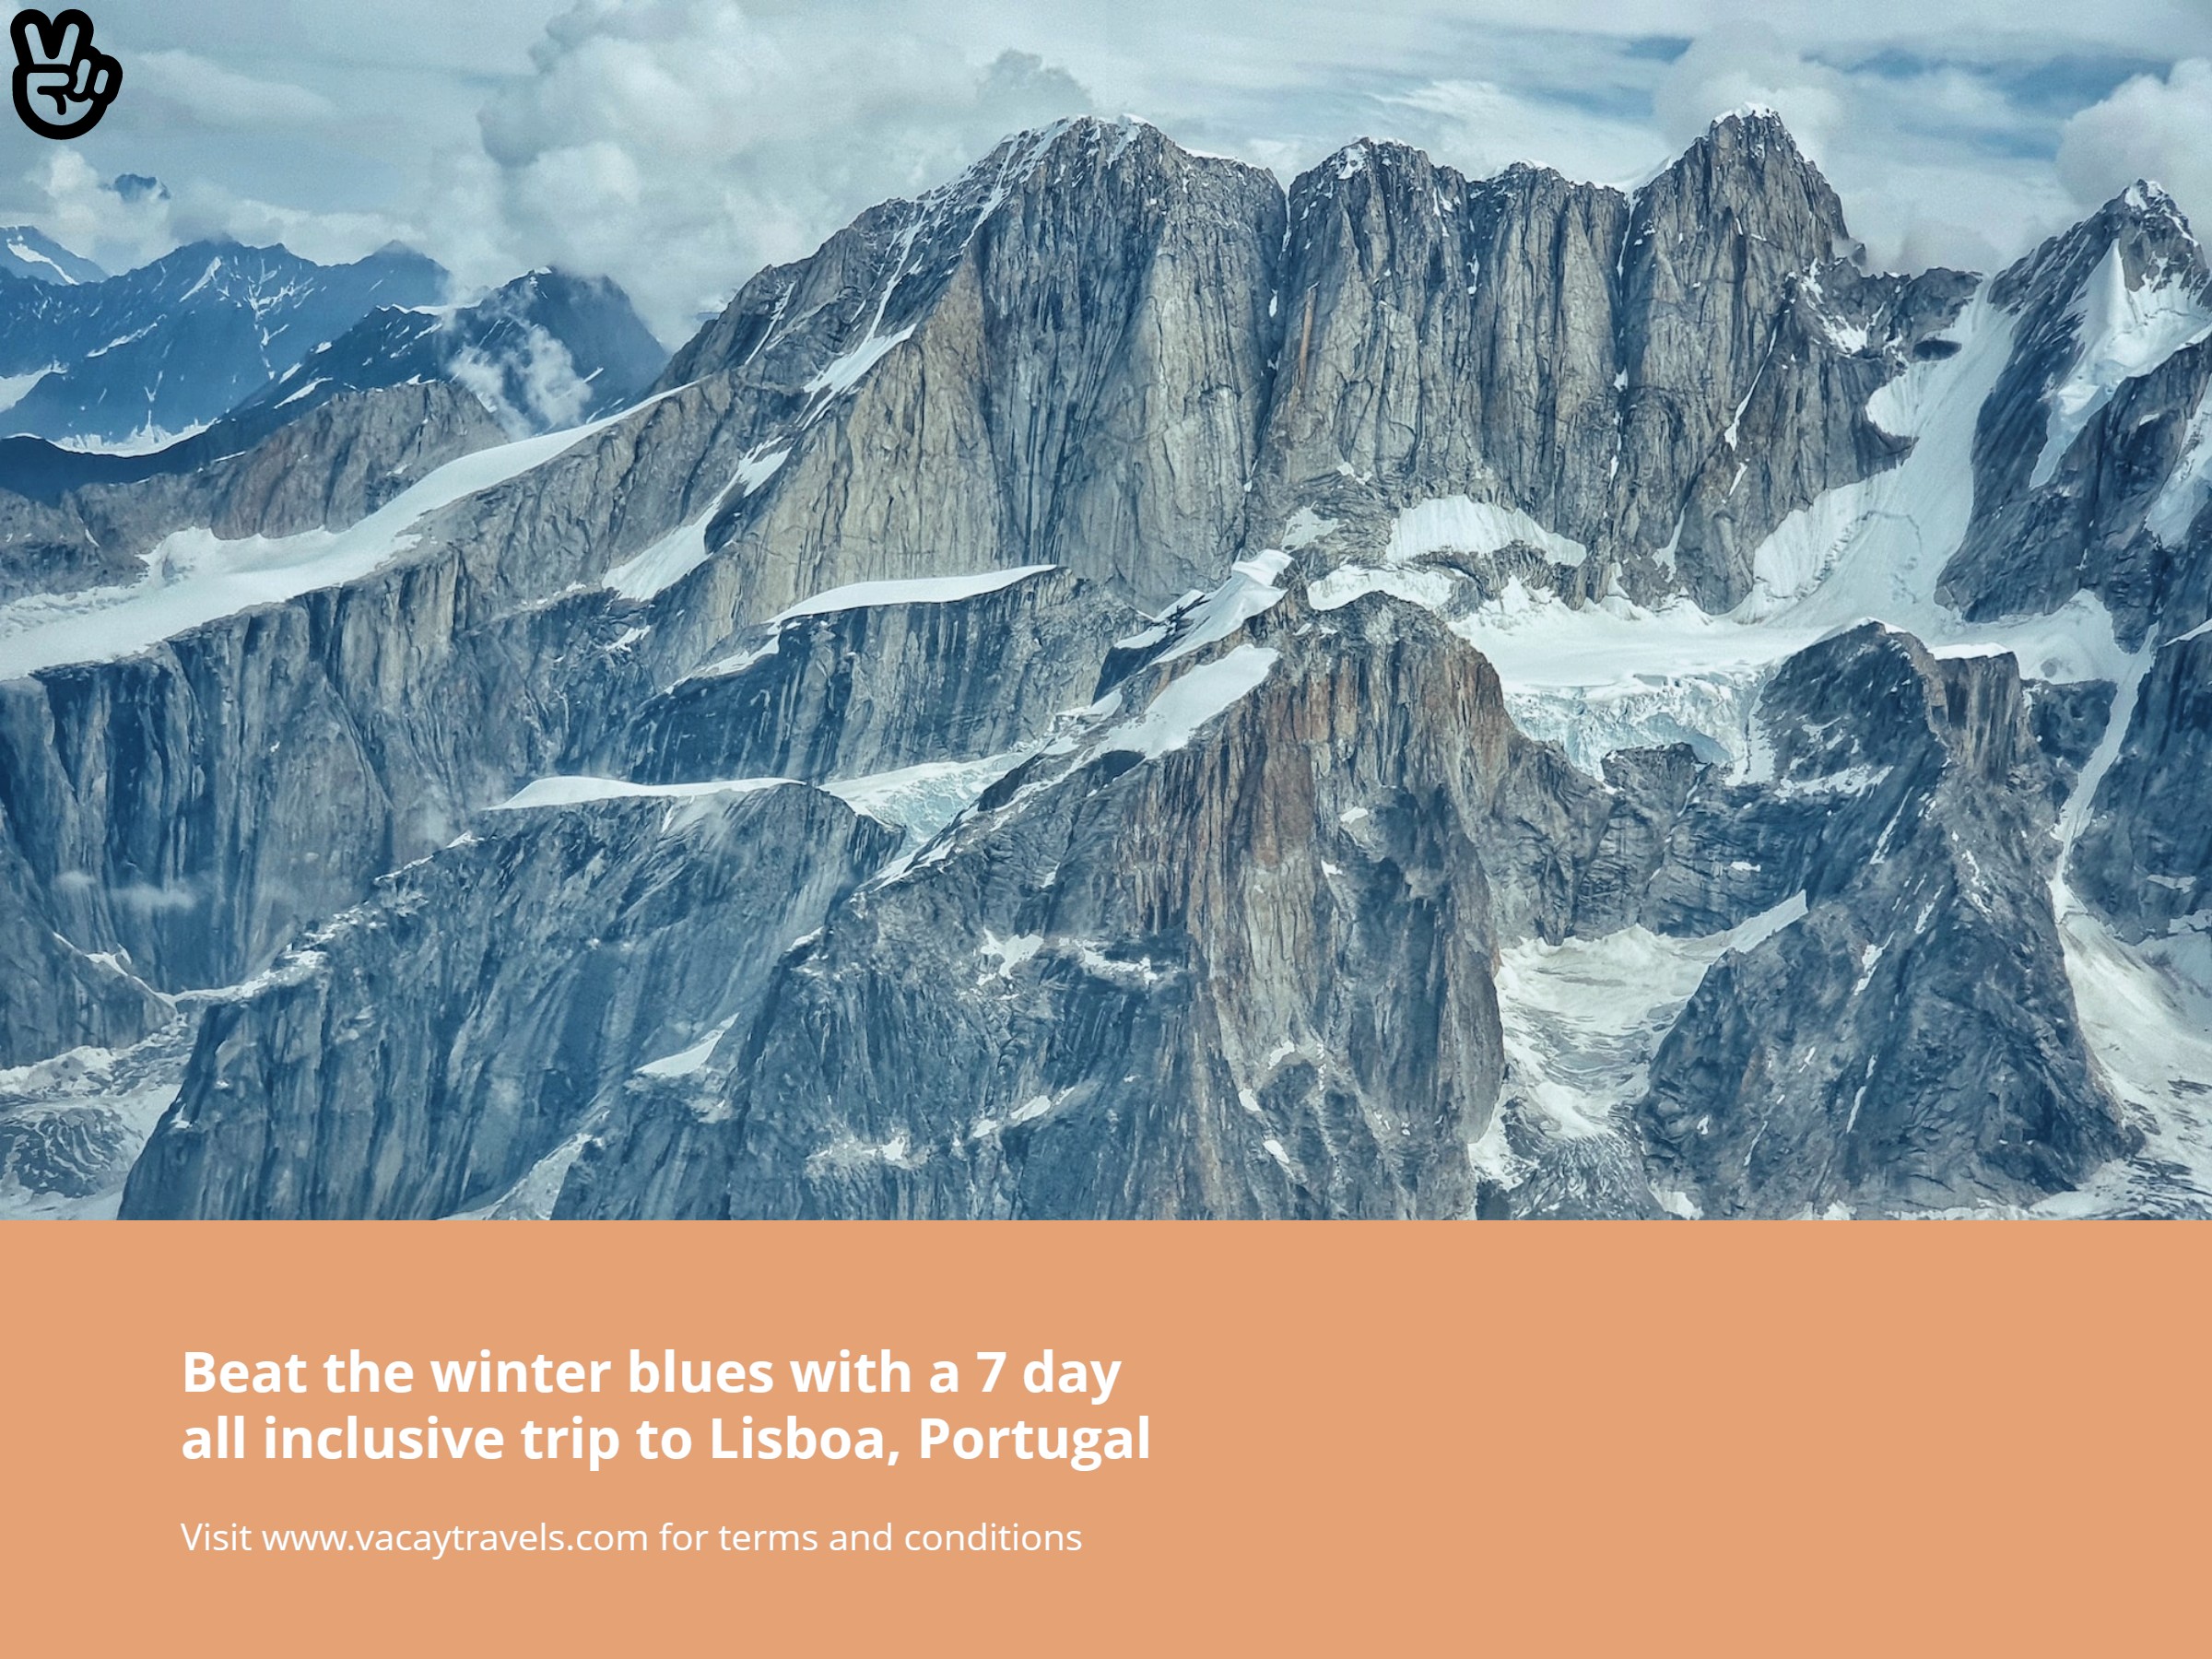 Beat the winter blues with a 7 day
all inclusive trip to Lisboa, Portugal
Visit www.vacaytravels.com for terms and conditions